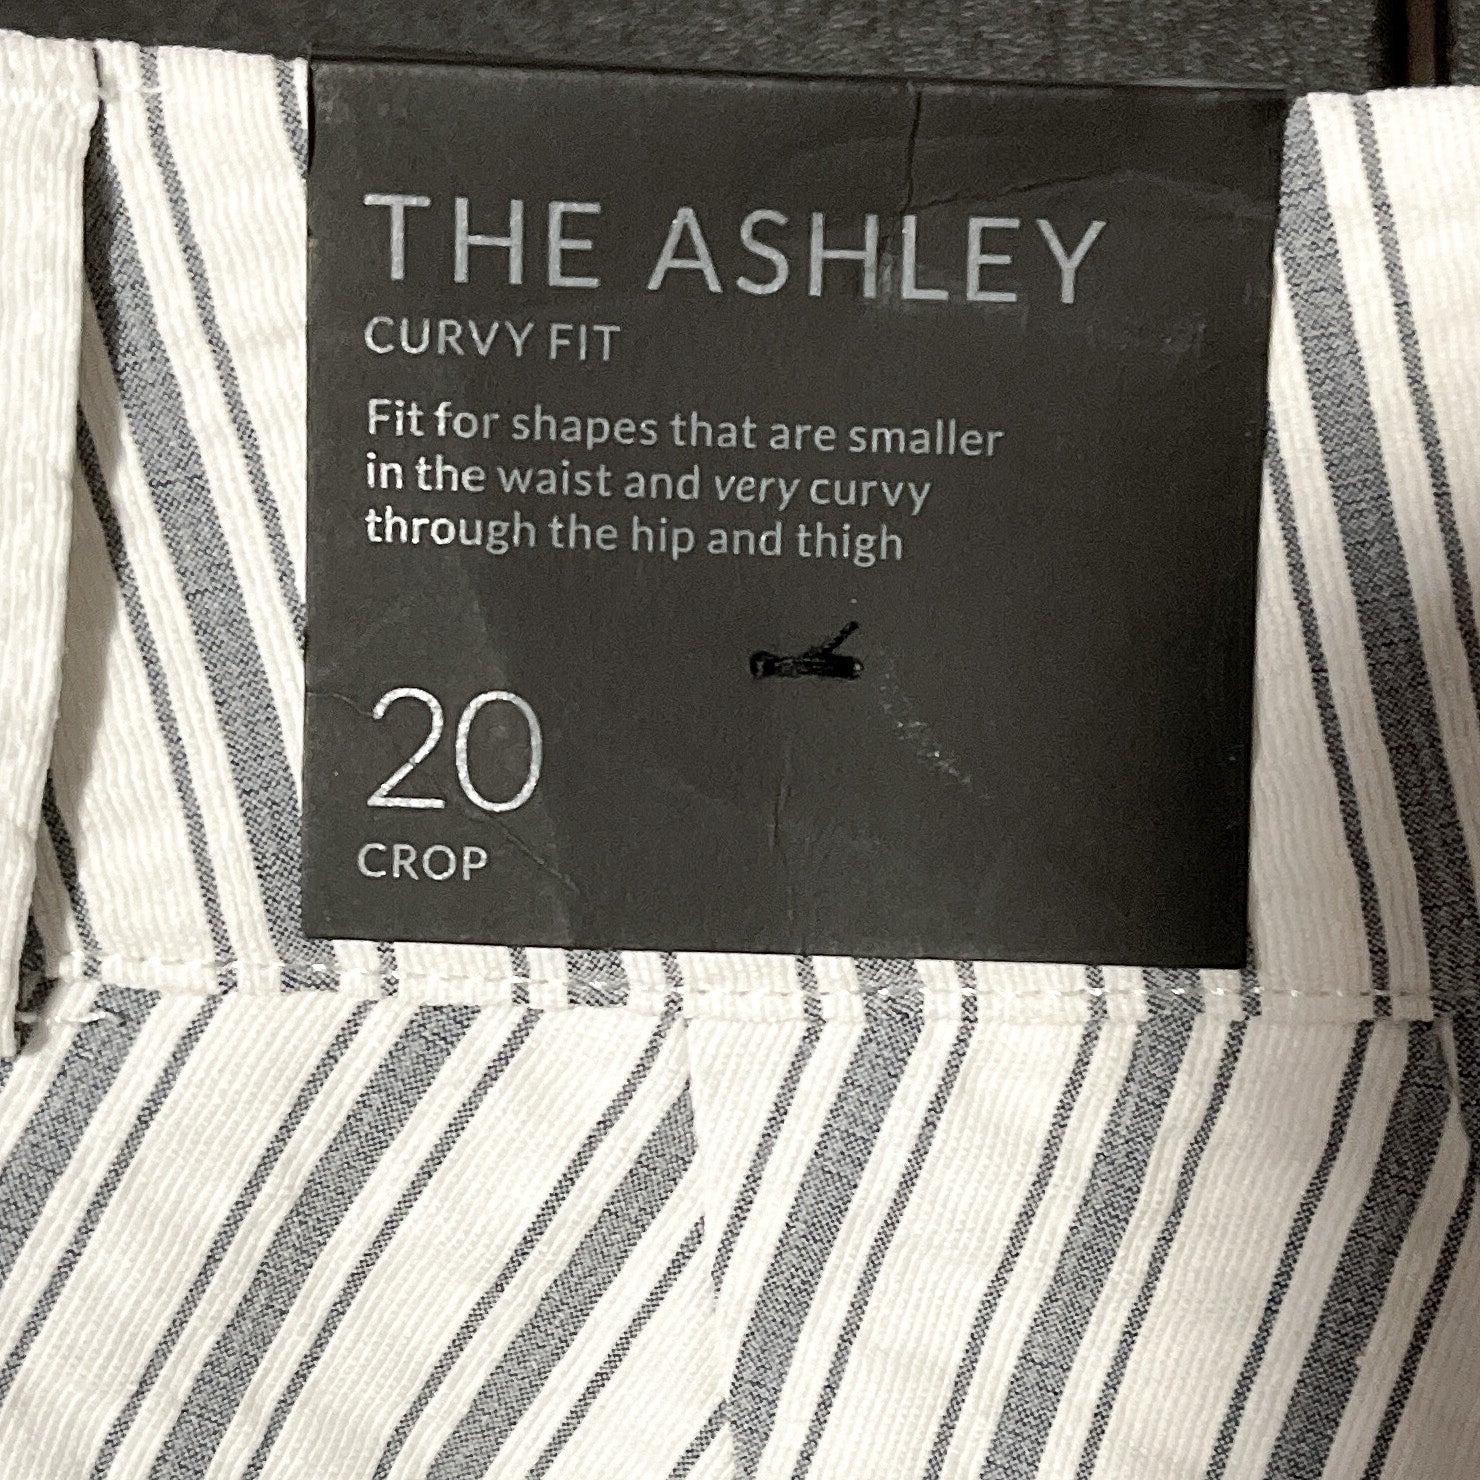 THE ASHLEY
CURVY FIT
Fit for shapes that are smaller
in the waist and very curvy
through the hip and thigh
20
CROP